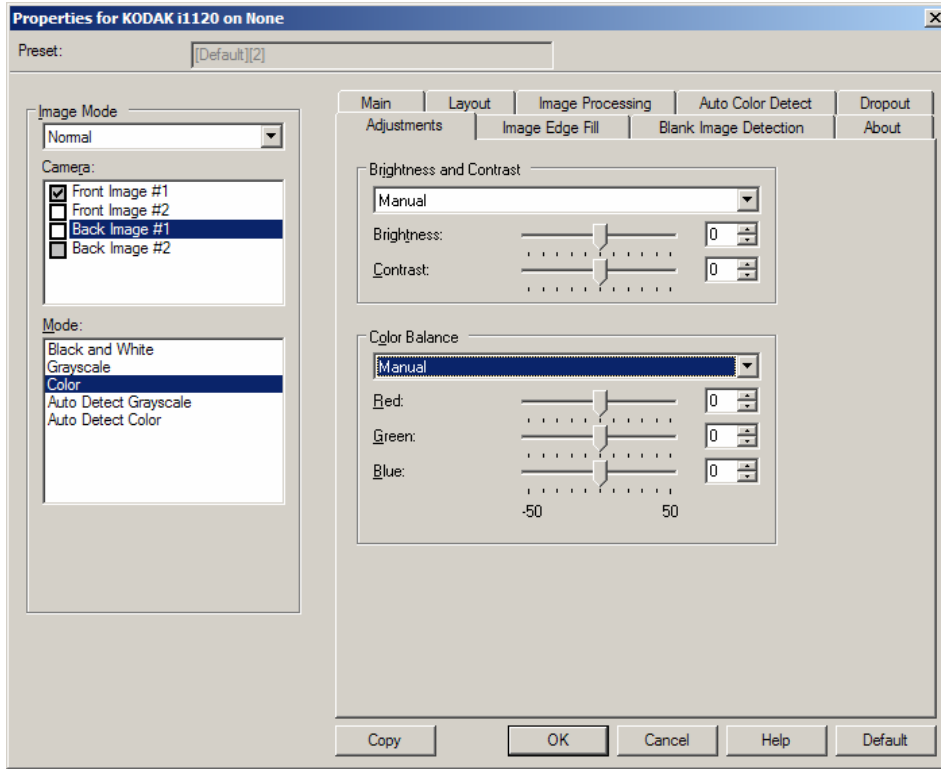 Properties for KODAK i1120 on None
Preset: [Default][2]
Image Mode
Normal
Camera:
Front Image #1
Front Image #2
Back Image #1
Back Image #2
Mode:
Black and White
Grayscale
Color
Auto Detect Grayscale
Auto Detect Color
Main Layout Image Processing Auto Color Detect Dropout
Adjustments Image Edge Fill Blank Image Detection About
Brightness and Contrast
Manual
Brightness: 0
Contrast: 0
Color Balance
Manual
Red: 0
Green: 0
Blue: 0
-50 50
Copy OK Cancel Help Default